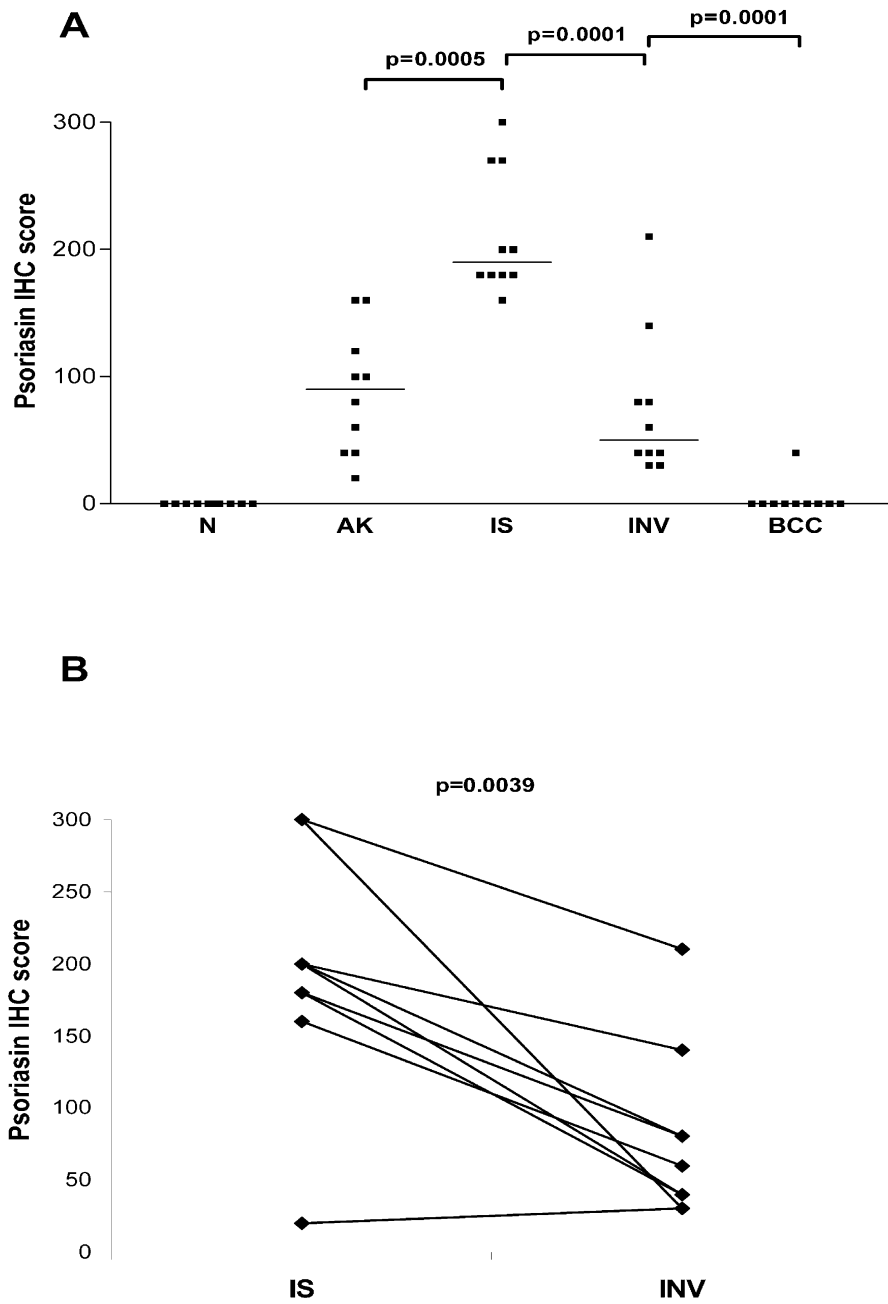 A
p=0.0001
p=0.0001
p=0.0005
Psoriasin IHC score
300
200
100
0
N AK IS INV BCC
B
p=0.0039
Psoriasin IHC score
300
250
200
150
100
50
0
IS INV